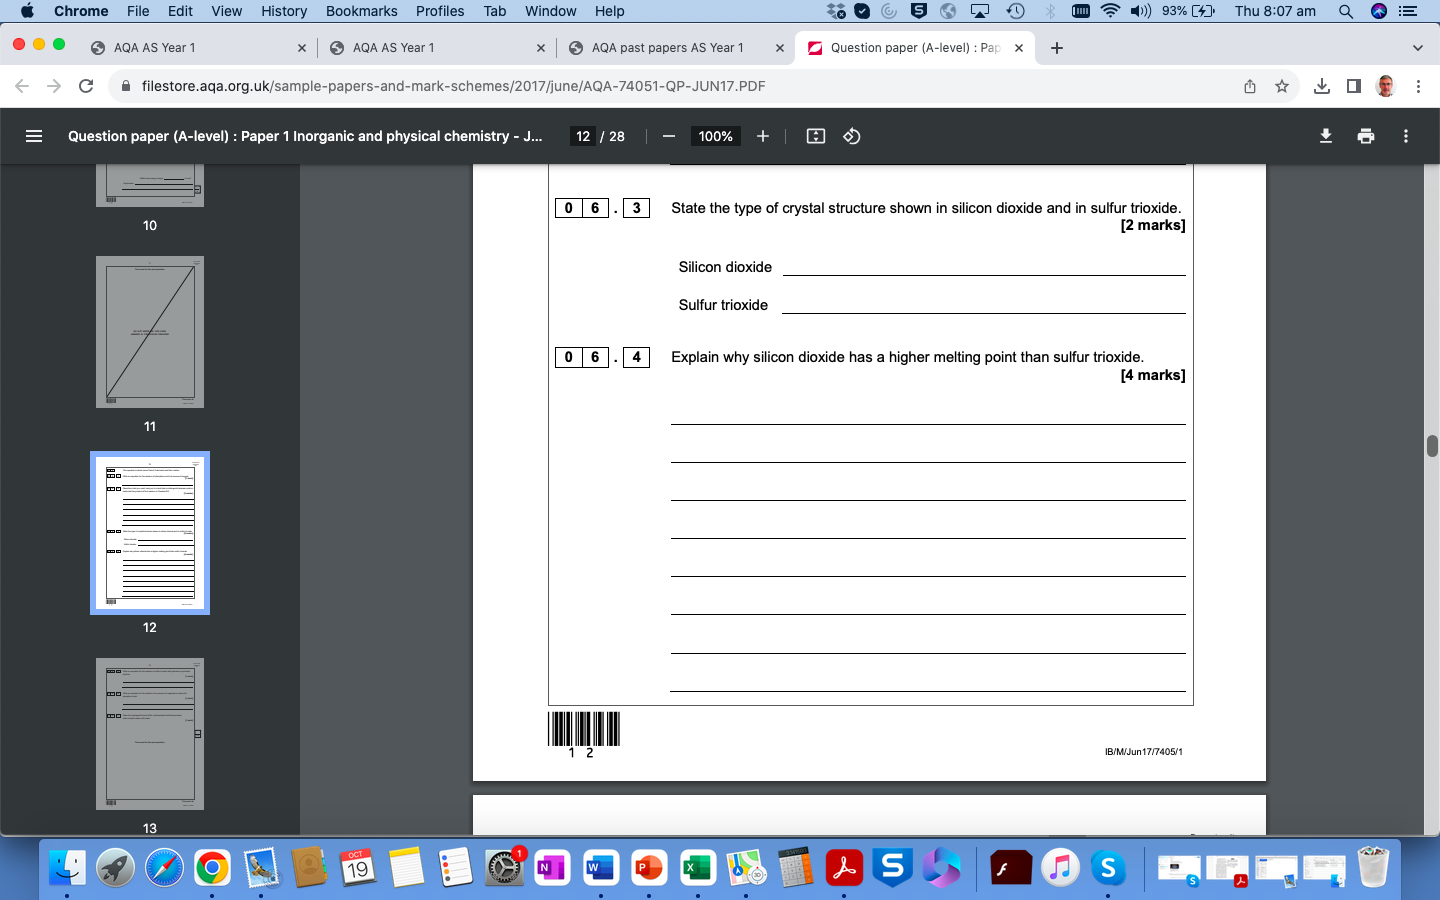 Chrome File Edit View History Bookmarks Profiles Tab Window Help 93% Thu 8:07 am
AQA AS Year 1
AQA AS Year 1
AQA past papers AS Year 1
Question paper (A-level) : Pap
filestore.aqa.org.uk/sample-papers-and-mark-schemes/2017/june/AQA-74051-QP-JUN17.PDF
Question paper (A-level) : Paper 1 Inorganic and physical chemistry - J... 12 / 28 100%
10
11
12
13
0 6 . 3 State the type of crystal structure shown in silicon dioxide and in sulfur trioxide.
[2 marks]
Silicon dioxide
Sulfur trioxide
0 6 . 4 Explain why silicon dioxide has a higher melting point than sulfur trioxide.
[4 marks]
1 2
IB/M/Jun17/7405/1
OCT
19
1
N
W
P
X
3D
S
f
S